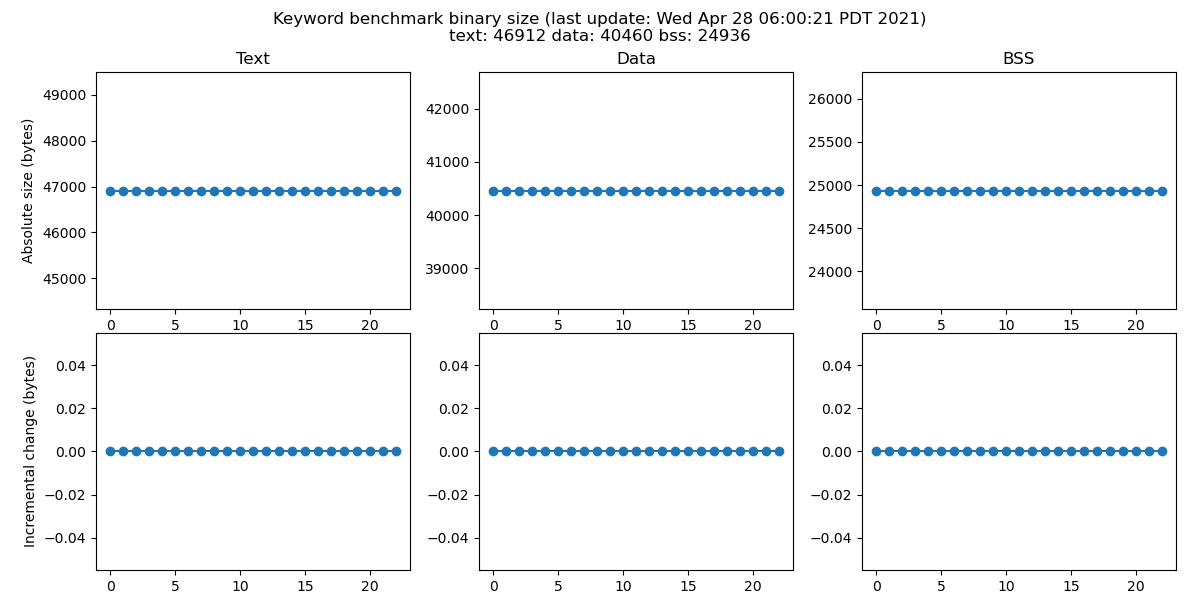 Keyword benchmark binary size (last update: Wed Apr 28 06:00:21 PDT 2021)
text: 46912 data: 40460 bss: 24936
Text
Data
BSS
Absolute size (bytes)
49000
48000
47000
46000
45000
0 5 10 15 20
42000
41000
40000
39000
0 5 10 15 20
26000
25500
25000
24500
24000
0 5 10 15 20
Incremental change (bytes)
0.04
0.02
0.00
−0.02
−0.04
0 5 10 15 20
0.04
0.02
0.00
−0.02
−0.04
0 5 10 15 20
0.04
0.02
0.00
−0.02
−0.04
0 5 10 15 20